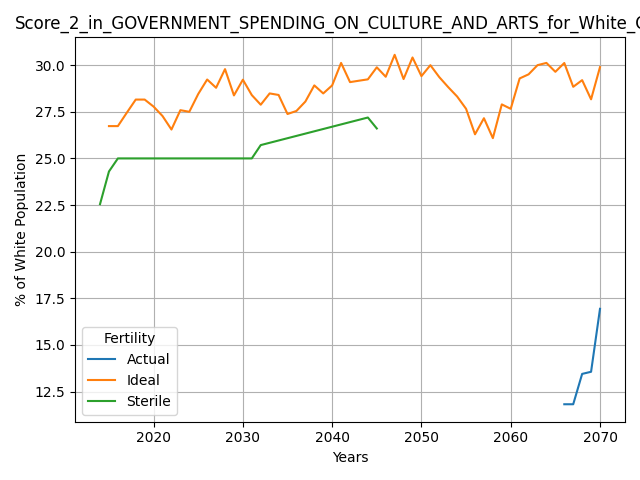 Score_2_in_GOVERNMENT_SPENDING_ON_CULTURE_AND_ARTS_for_White_
30.0
27.5
25.0
22.5
20.0
17.5
15.0
12.5
% of White Population
Fertility
Actual
Ideal
Sterile
2020 2030 2040 2050 2060 2070
Years